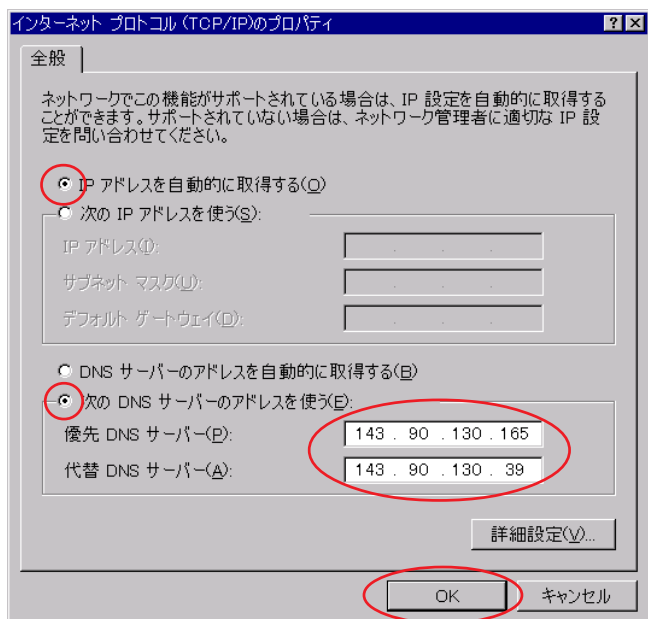 インターネット プロトコル (TCP/IP)のプロパティ
全般
ネットワークでこの機能がサポートされている場合は、IP 設定を自動的に取得する
ことができます。サポートされていない場合は、ネットワーク管理者に適切な IP 設
定を問い合わせてください。
IP アドレスを自動的に取得する(O)
次の IP アドレスを使う(S):
IP アドレス(I):
サブネット マスク(U):
デフォルト ゲートウェイ(D):
DNS サーバーのアドレスを自動的に取得する(B)
次の DNS サーバーのアドレスを使う(E):
優先 DNS サーバー(P): 143 . 90 . 130 . 165
代替 DNS サーバー(A): 143 . 90 . 130 . 39
詳細設定(V)...
OK キャンセル